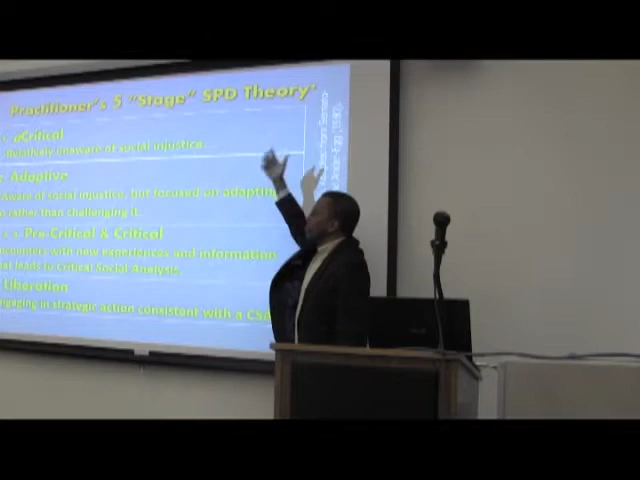 Practitioner's 5 "Stage" SPD Theory*
aCritical
Relatively unaware of social injustice.
Adaptive
Aware of social injustice, but focused on adapting
rather than challenging it.
Pre-Critical & Critical
encounters with new experiences and information
leads to Critical Social Analysis.
Liberation
Engaging in strategic action consistent with a CSA